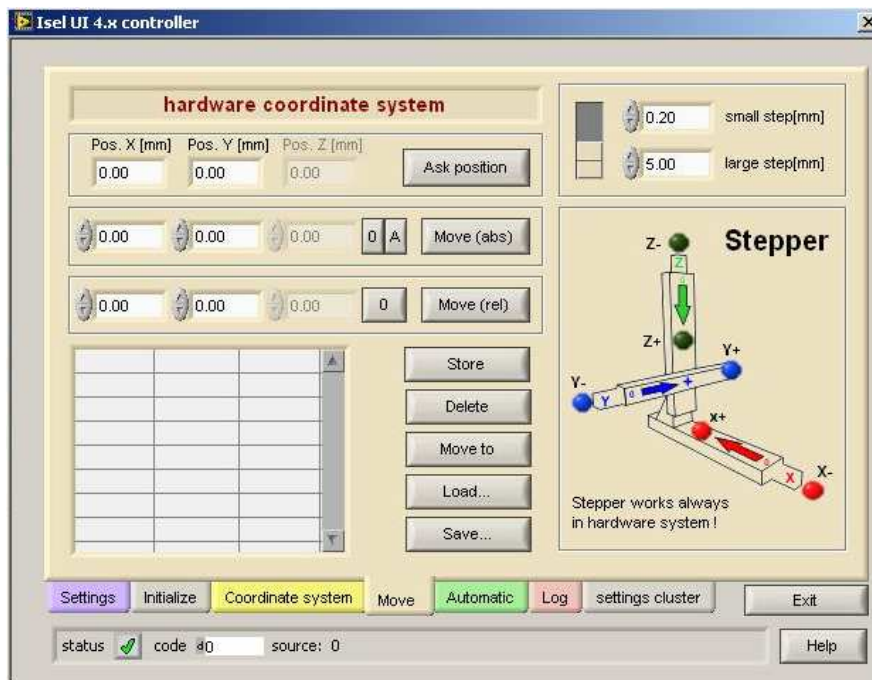 Isel UI 4.x controller
hardware coordinate system
Pos. X [mm] Pos. Y [mm] Pos. Z [mm]
0.00 0.00 0.00 Ask position
0.00 0.00 0.00 0 A Move (abs)
0.00 0.00 0.00 0 Move (rel)
Store
Delete
Move to
Load...
Save...
0.20 small step[mm]
5.00 large step[mm]
Stepper
Z-
Z
0
Z+
Y+
Y-
Y 0 +
X+
0
X
X-
Stepper works always
in hardware system !
Settings Initialize Coordinate system Move Automatic Log settings cluster Exit
status code d0 source: 0 Help